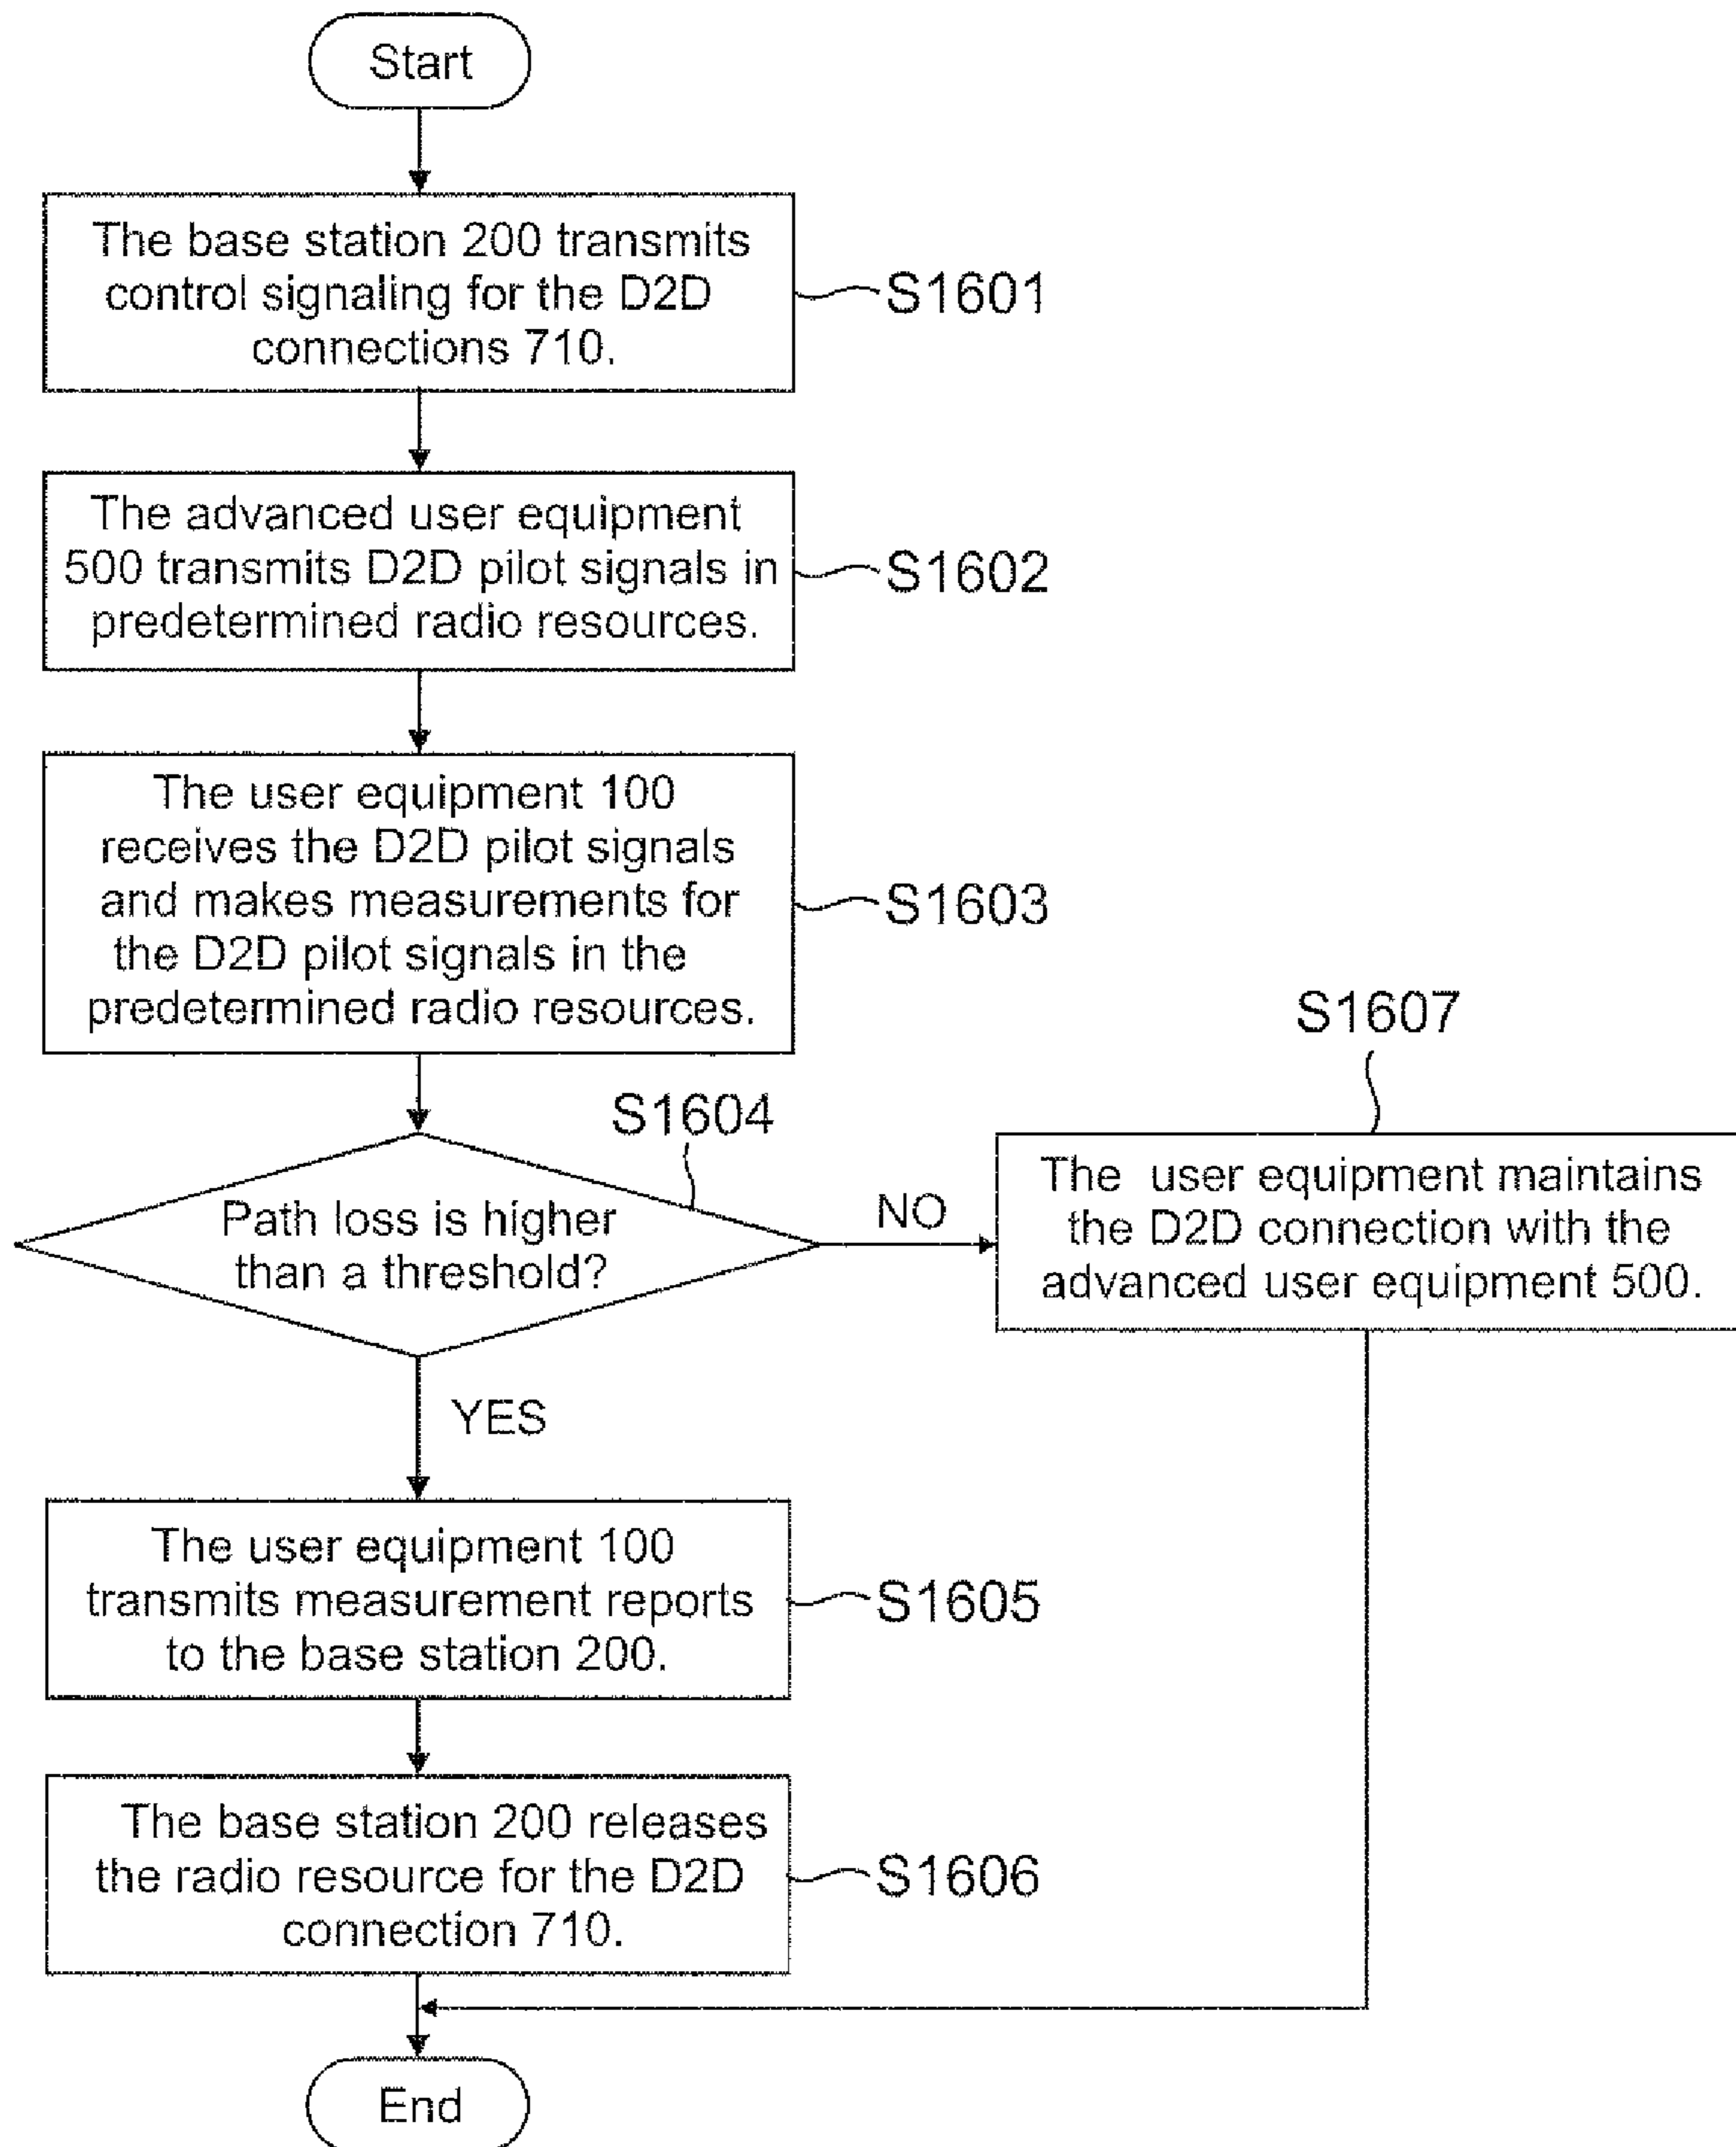 Start
The base station 200 transmits
control signaling for the D2D
connections 710.
S1601
The advanced user equipment
500 transmits D2D pilot signals in
predetermined radio resources.
S1602
The user equipment 100
receives the D2D pilot signals
and makes measurements for
the D2D pilot signals in the
predetermined radio resources.
S1603
S1604
Path loss is higher
than a threshold?
NO
S1607
The user equipment maintains
the D2D connection with the
advanced user equipment 500.
YES
The user equipment 100
transmits measurement reports
to the base station 200.
S1605
The base station 200 releases
the radio resource for the D2D
connection 710.
S1606
End